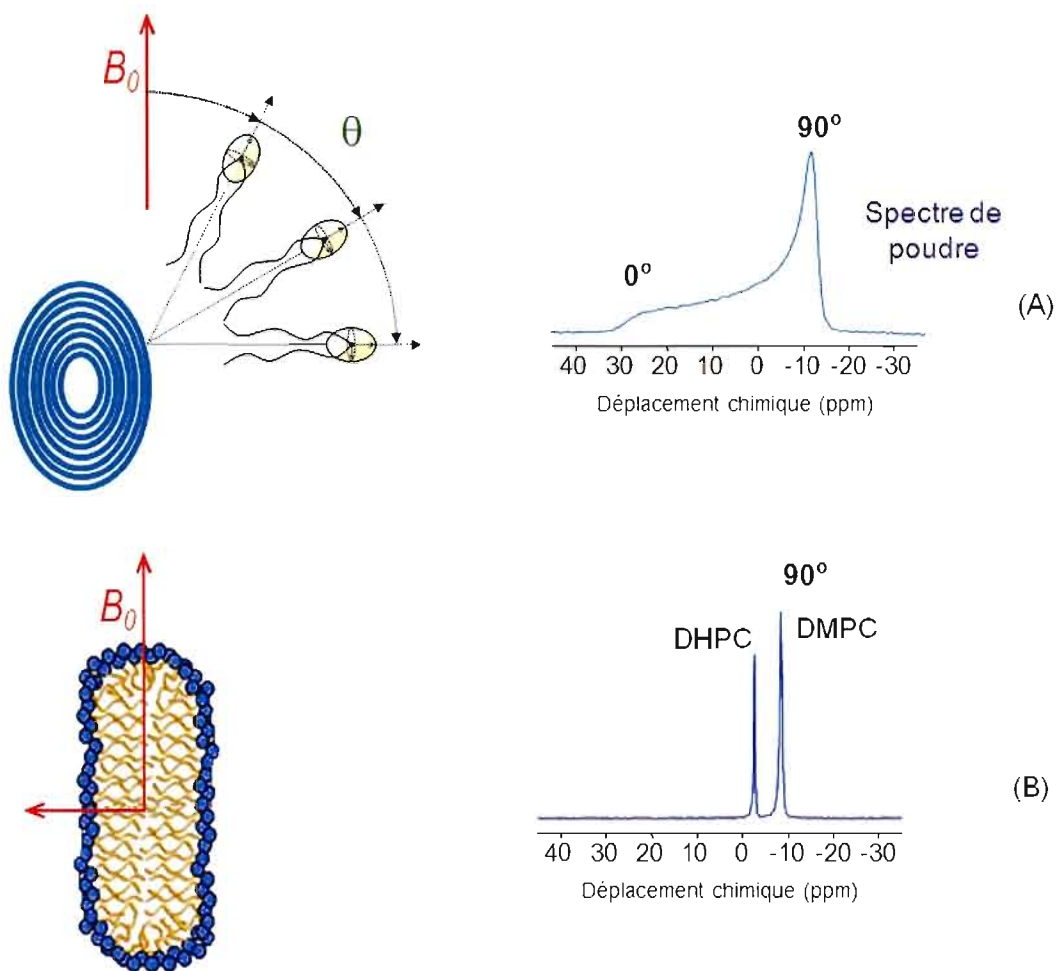 B₀
θ
90°
0°
Spectre de
poudre
(A)
40 30 20 10 0 -10 -20 -30
Déplacement chimique (ppm)
B₀
90°
DHPC
DMPC
(B)
40 30 20 10 0 -10 -20 -30
Déplacement chimique (ppm)